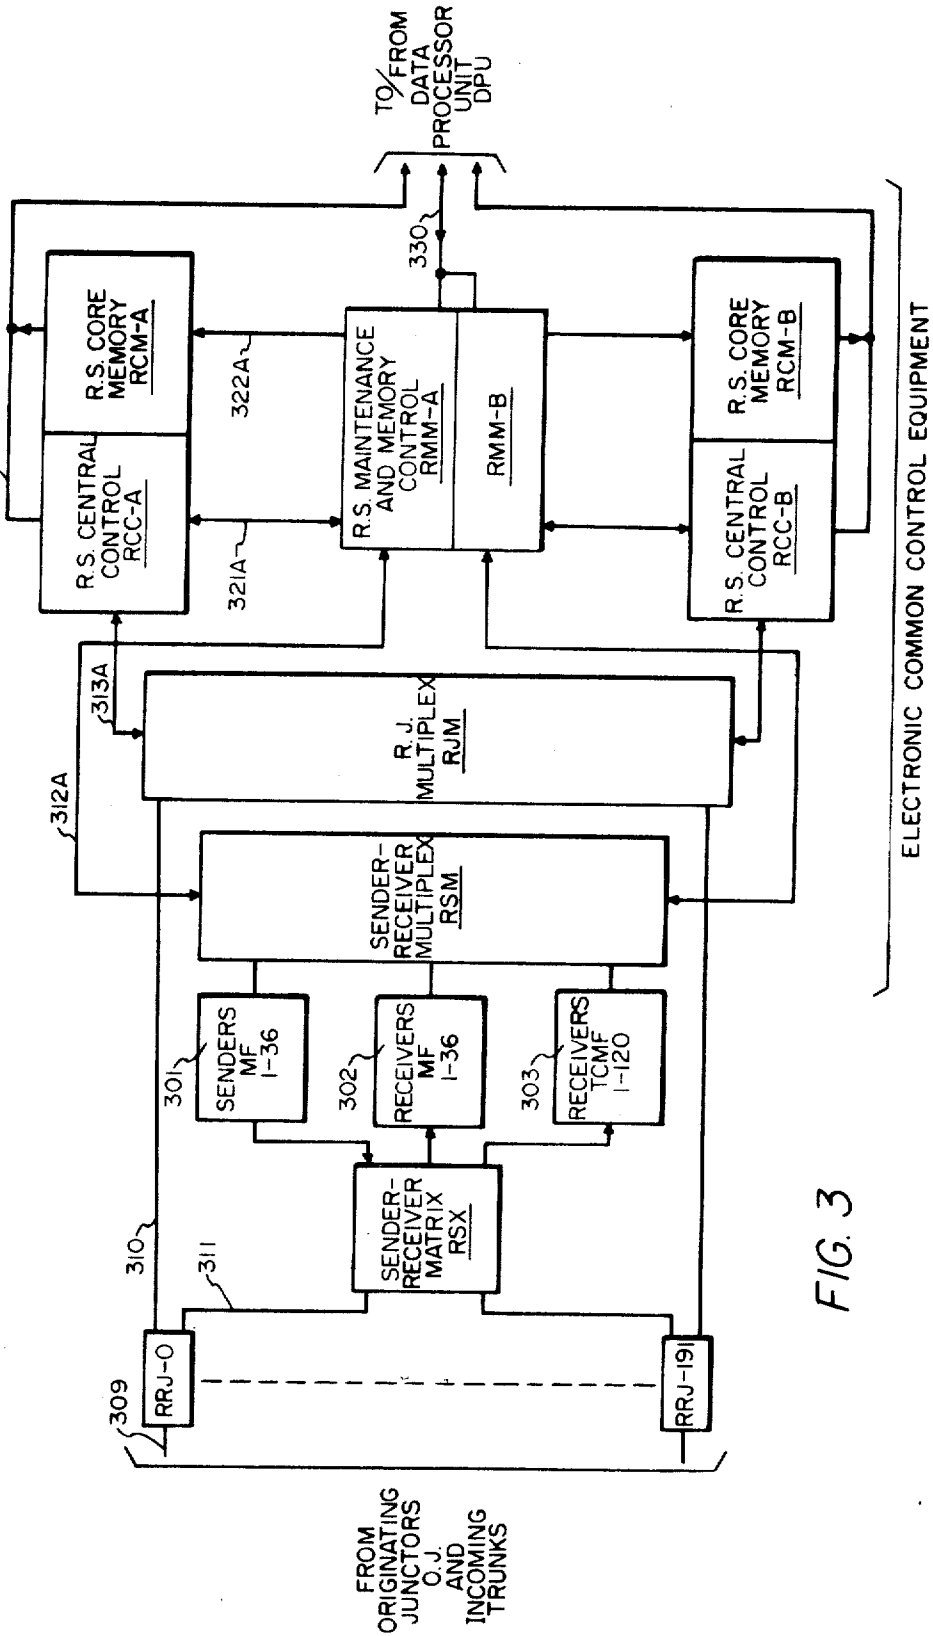 FROM
ORIGINATING
JUNCTORS
O.J.
AND
INCOMING
TRUNKS
309
RRJ-0
RRJ-191
310
311
SENDER-
RECEIVER
MATRIX
RSX
301
SENDERS
MF
1-36
302
RECEIVERS
MF
1-36
303
RECEIVERS
TCMF
1-120
SENDER-
RECEIVER
MULTIPLEX
RSM
312A
313A
R.J.
MULTIPLEX
RJM
R.S. CENTRAL
CONTROL
RCC-A
R.S. CORE
MEMORY
RCM-A
321A
322A
R.S. MAINTENANCE
AND MEMORY
CONTROL
RMM-A
RMM-B
330
R.S. CENTRAL
CONTROL
RCC-B
R.S. CORE
MEMORY
RCM-B
TO/FROM
DATA
PROCESSOR
UNIT
DPU
ELECTRONIC COMMON CONTROL EQUIPMENT
FIG. 3